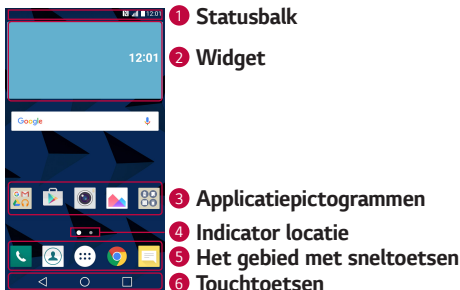 12:01
1 Statusbalk
12:01
2 Widget
Google
3 Applicatiepictogrammen
4 Indicator locatie
5 Het gebied met sneltoetsen
6 Touchtoetsen